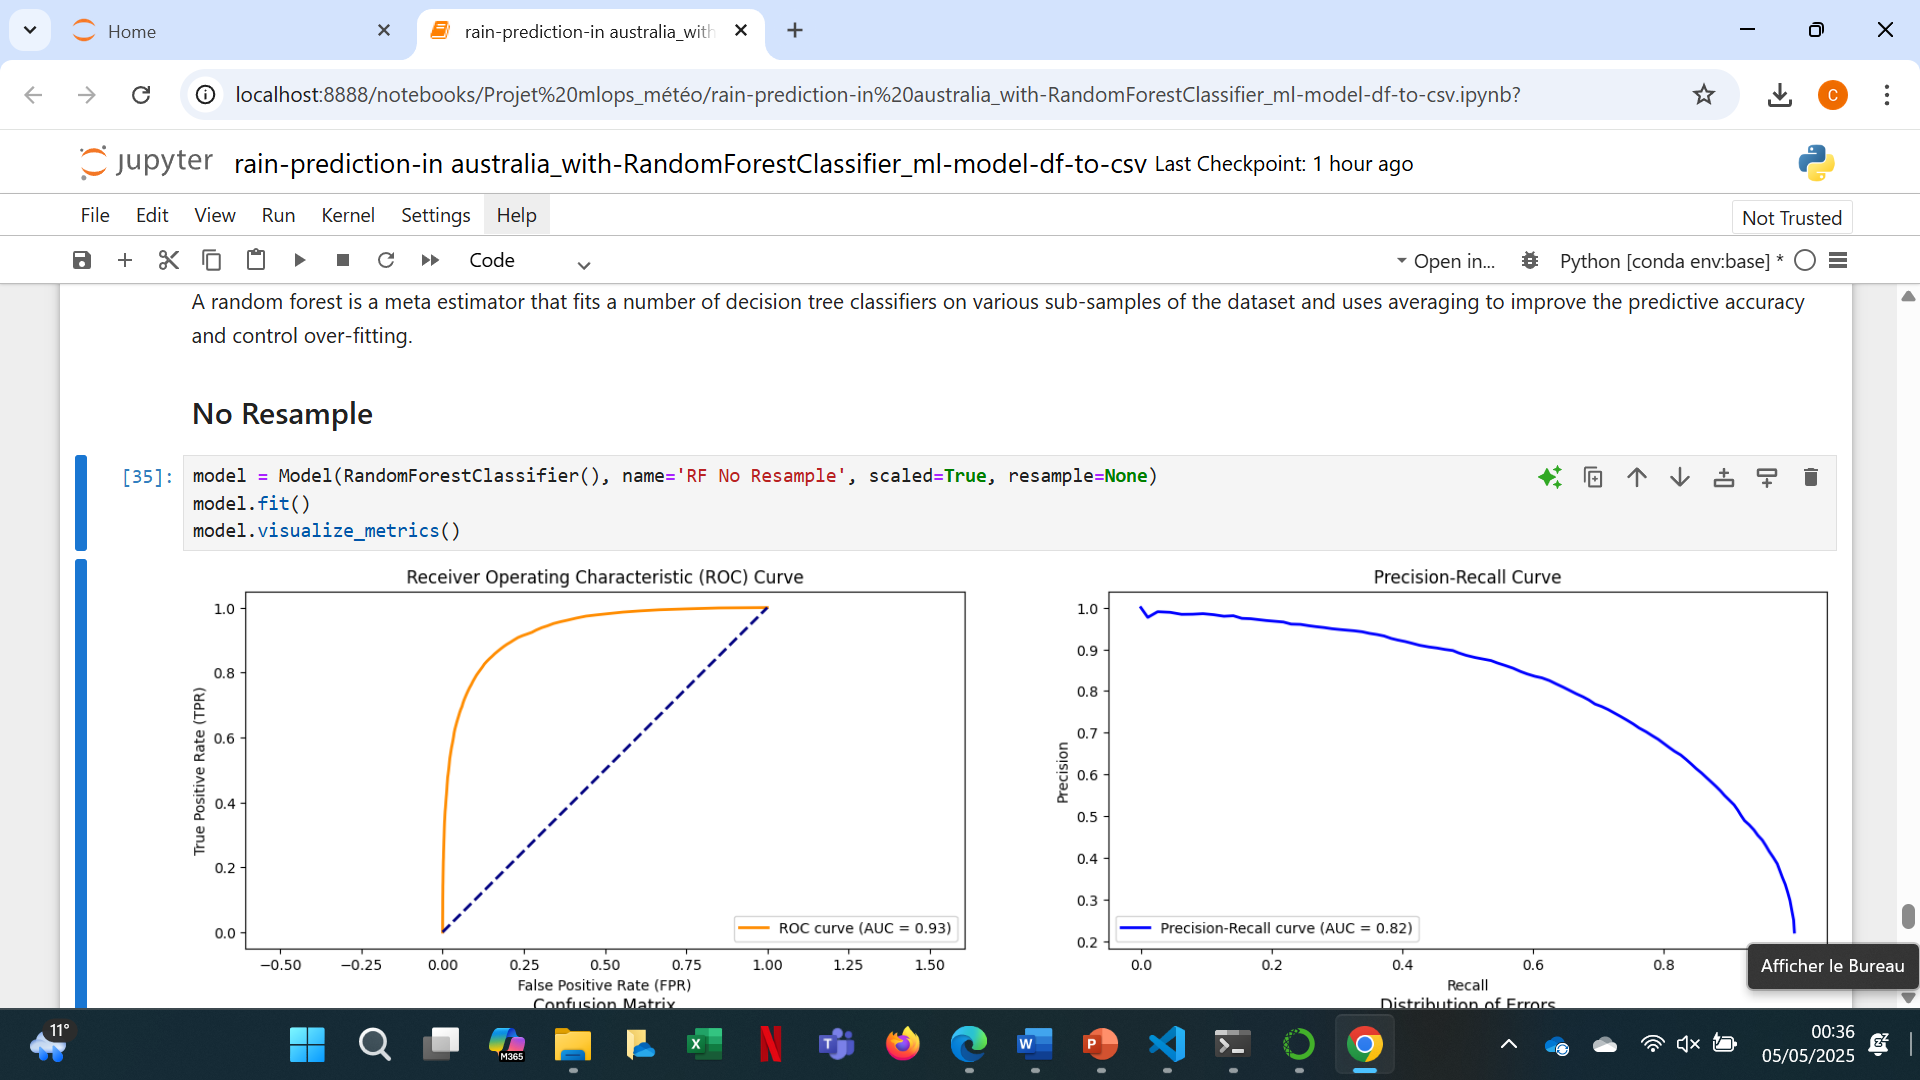 Home
rain-prediction-in australia_with
localhost:8888/notebooks/Projet%20mlops_météo/rain-prediction-in%20australia_with-RandomForestClassifier_ml-model-df-to-csv.ipynb?
C
jupyter rain-prediction-in australia_with-RandomForestClassifier_ml-model-df-to-csv Last Checkpoint: 1 hour ago
File Edit View Run Kernel Settings Help
Not Trusted
Code
Open in...
Python [conda env:base] *
A random forest is a meta estimator that fits a number of decision tree classifiers on various sub-samples of the dataset and uses averaging to improve the predictive accuracy
and control over-fitting.
No Resample
[35]:
model = Model(RandomForestClassifier(), name='RF No Resample', scaled=True, resample=None)
model.fit()
model.visualize_metrics()
Receiver Operating Characteristic (ROC) Curve
1.0
0.8
0.6
0.4
0.2
0.0
True Positive Rate (TPR)
ROC curve (AUC = 0.93)
−0.50 −0.25 0.00 0.25 0.50 0.75 1.00 1.25 1.50
False Positive Rate (FPR)
Confusion Matrix
Precision-Recall Curve
1.0
0.9
0.8
0.7
0.6
0.5
0.4
0.3
0.2
Precision
Precision-Recall curve (AUC = 0.82)
0.0 0.2 0.4 0.6 0.8
Recall
Distribution of Errors
Afficher le Bureau
11°
M365
00:36
05/05/2025